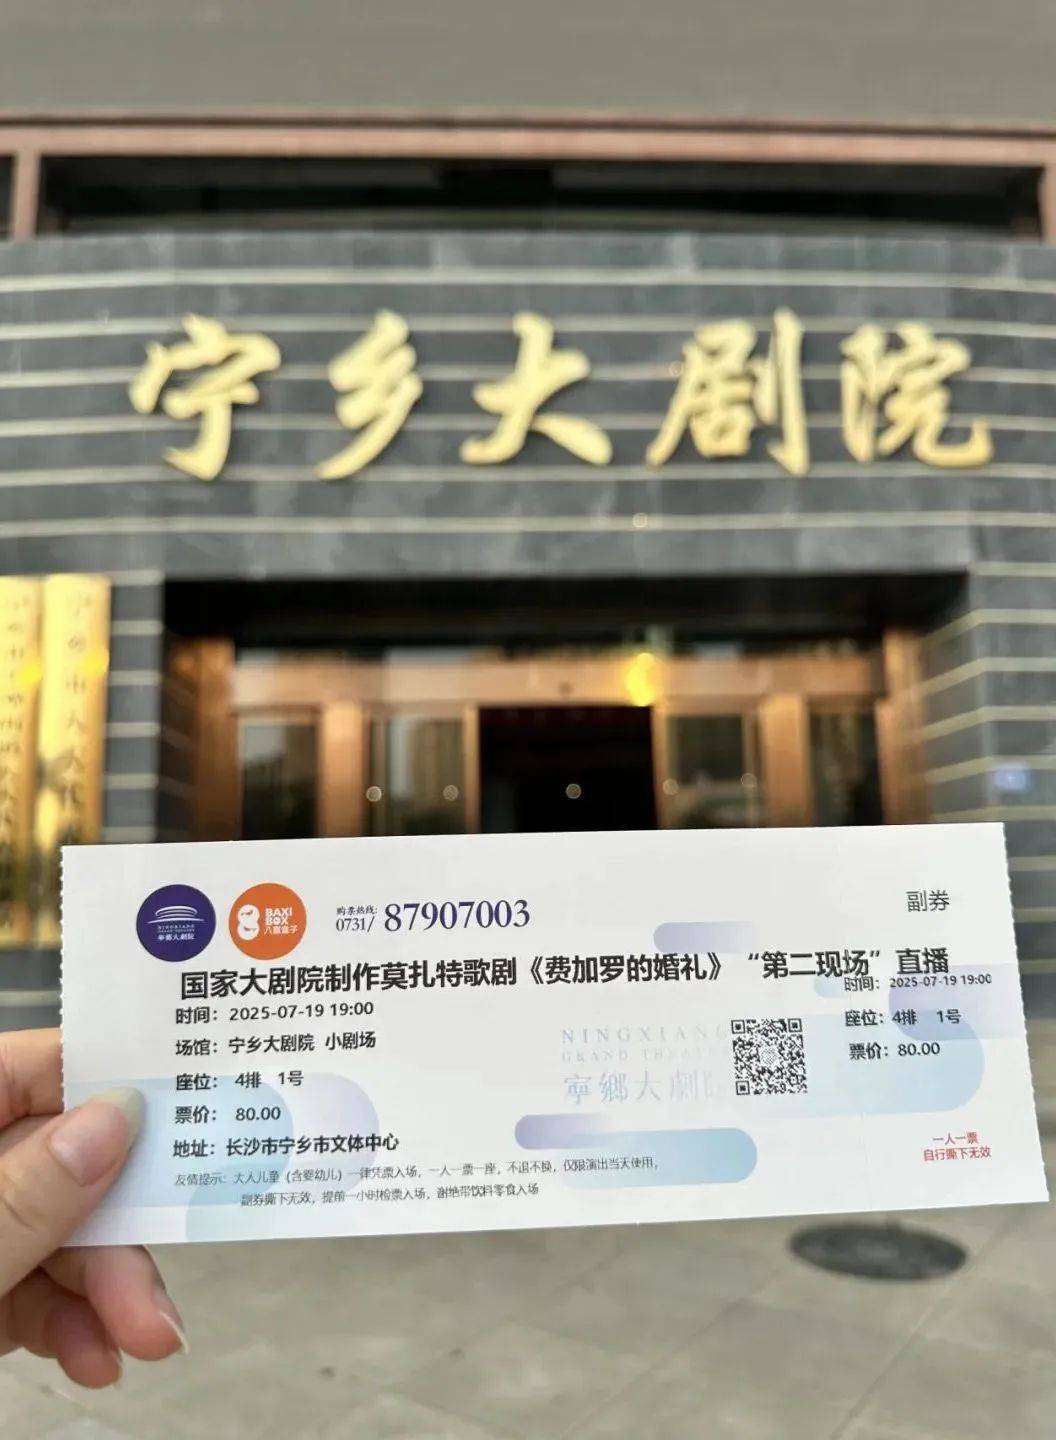 宁乡大剧院
NINGXIANG
GRAND THEATER
寧鄉大劇院
BAXI
BOX
八喜盒子
购票热线:
0731/ 87907003
副券
国家大剧院制作莫扎特歌剧《费加罗的婚礼》“第二现场”直播
时间: 2025-07-19 19:00
场馆: 宁乡大剧院 小剧场
座位: 4排 1号
票价: 80.00
地址: 长沙市宁乡市文体中心
友情提示: 大人儿童（含婴幼儿）一律凭票入场，一人一票一座，不退不换，仅限演出当天使用，
副券撕下无效，提前一小时检票入场，谢绝带饮料零食入场
NINGXIANG
GRAND THEATER
寧鄉大劇院
时间: 2025-07-19 19:00
座位: 4排 1号
票价: 80.00
一人一票
自行撕下无效